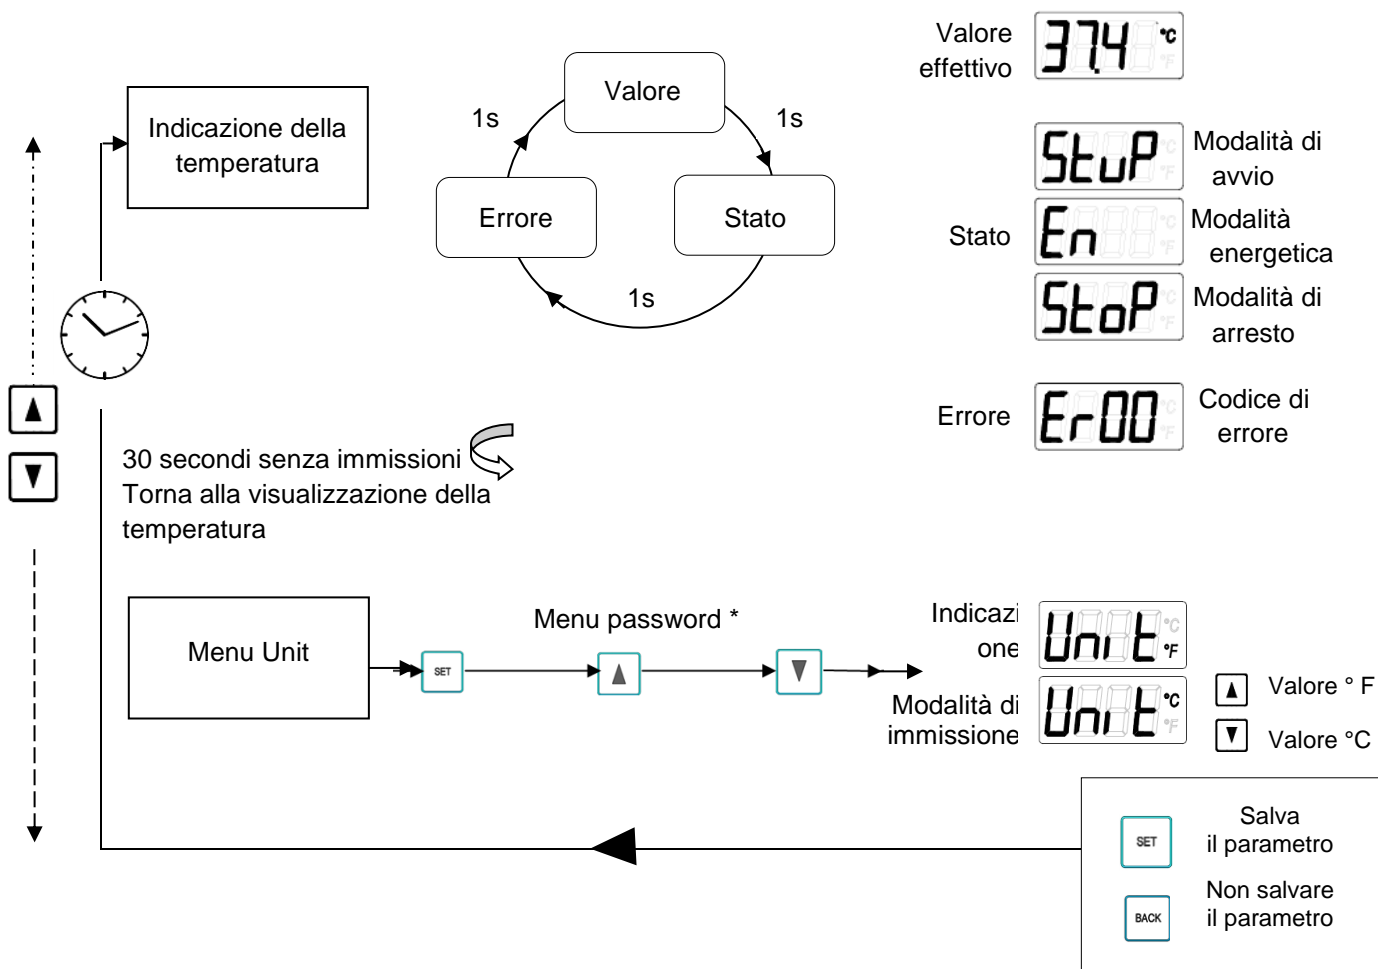 Valore
effettivo
37.4 °C
°F
Indicazione della
temperatura
Valore
1s
1s
Errore
Stato
1s
Stato
StuP °C
°F
Modalità di
avvio
En °C
°F
Modalità
energetica
StoP °C
°F
Modalità di
arresto
Errore
Er00 °C
°F
Codice di
errore
30 secondi senza immissioni
Torna alla visualizzazione della
temperatura
Menu Unit
SET
Menu password *
Indicazi
one
Unit °C
°F
Modalità di
immissione
Unit °C
°F
Valore ° F
Valore °C
SET
Salva
il parametro
BACK
Non salvare
il parametro